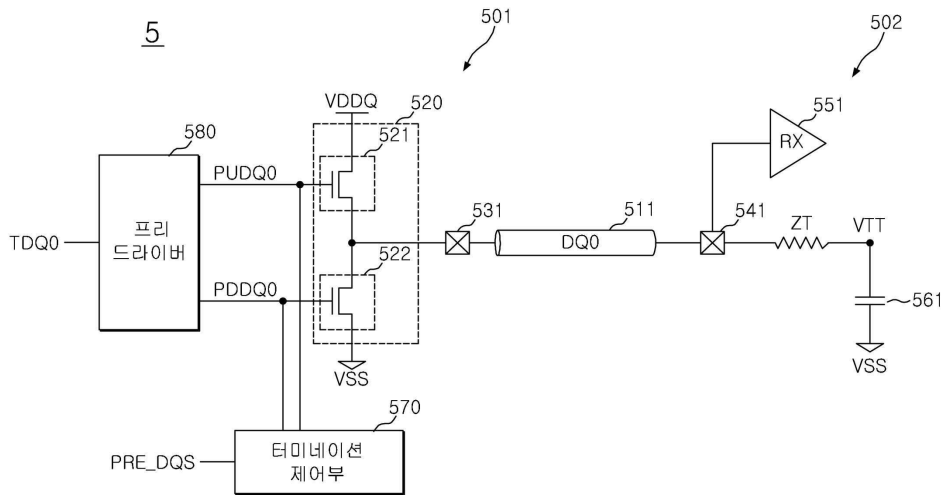 5
501
502
VDDQ
520
521
551
RX
580
PUDQ0
프리
드라이버
TDQ0
531
511
DQ0
541
ZT
VTT
522
PDDQ0
561
VSS
VSS
570
터미네이션
제어부
PRE_DQS